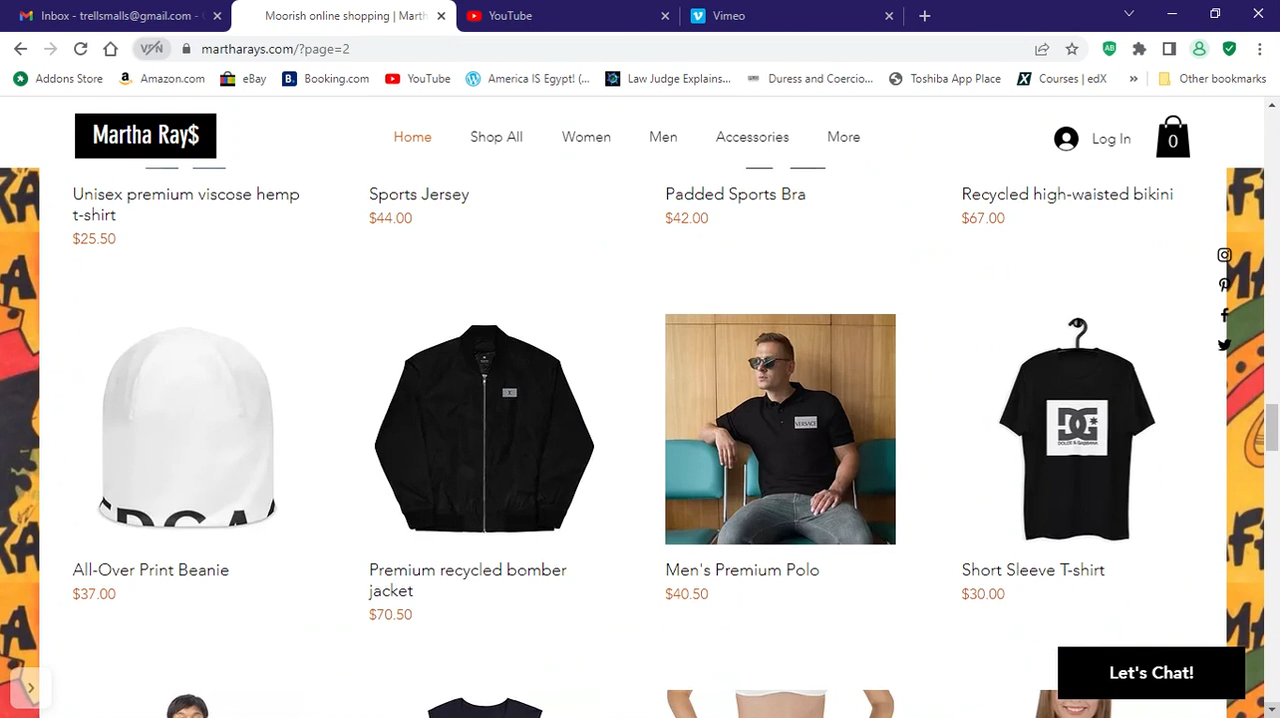 Inbox - trellsmalls@gmail.com -
Moorish online shopping | Marth
YouTube
Vimeo
VPN
martharays.com/?page=2
Addons Store
Amazon.com
eBay
Booking.com
YouTube
America IS Egypt! (...
Law Judge Explains...
Duress and Coercio...
Toshiba App Place
Courses | edX
»
Other bookmarks
Martha Ray$
Home
Shop All
Women
Men
Accessories
More
Log In
0
Unisex premium viscose hemp
t-shirt
$25.50
Sports Jersey
$44.00
Padded Sports Bra
$42.00
Recycled high-waisted bikini
$67.00
VERSACE
DOLCE & GABBANA
All-Over Print Beanie
$37.00
Premium recycled bomber
jacket
$70.50
Men's Premium Polo
$40.50
Short Sleeve T-shirt
$30.00
Let's Chat!